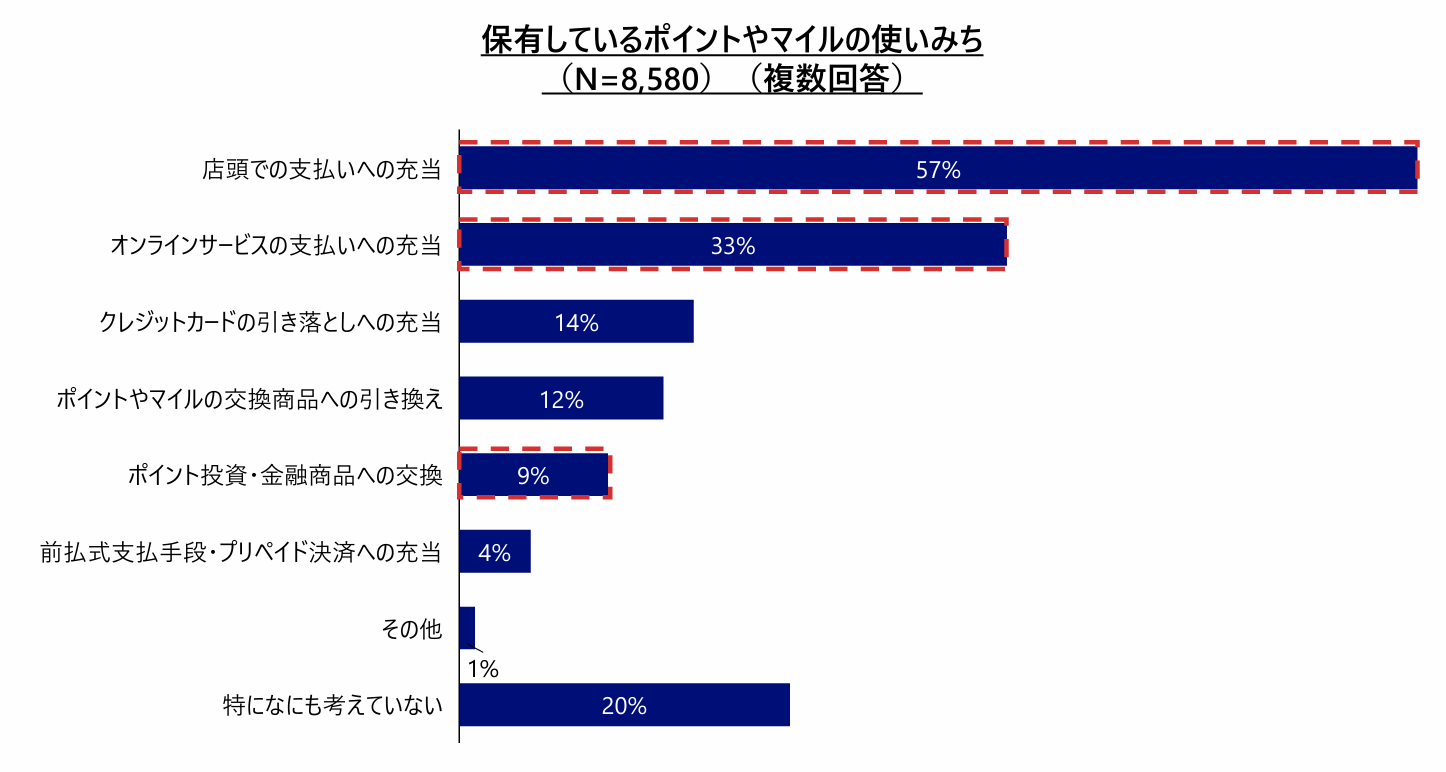 保有しているポイントやマイルの使いみち
（N=8,580）（複数回答）
店頭での支払いへの充当
57%
オンラインサービスの支払いへの充当
33%
クレジットカードの引き落としへの充当
14%
ポイントやマイルの交換商品への引き換え
12%
ポイント投資・金融商品への交換
9%
前払式支払手段・プリペイド決済への充当
4%
その他
1%
特になにも考えていない
20%